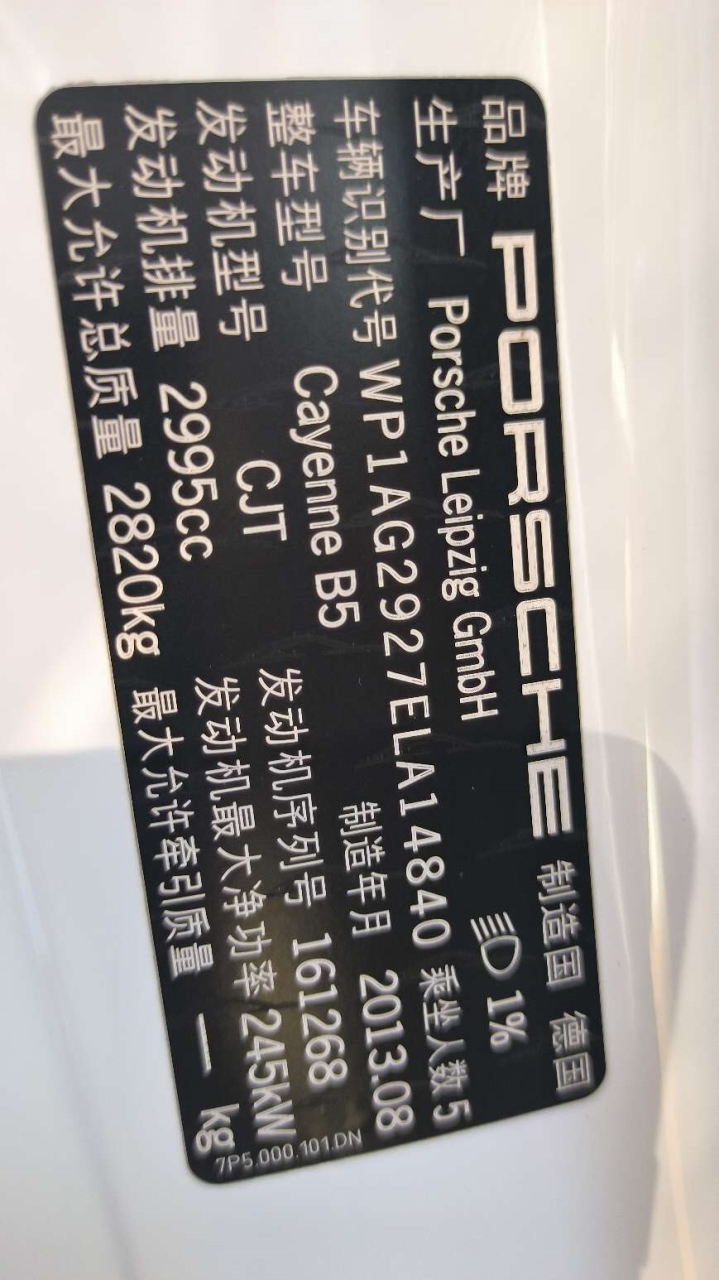 品牌 PORSCHE 制造国 德国
生产厂 Porsche Leipzig GmbH 1%
车辆识别代号 WP1AG2927ELA14840 乘坐人数 5
整车型号 Cayenne B5 制造年月 2013.08
发动机型号 CJT 发动机序列号 161268
发动机排量 2995cc 发动机最大净功率 245kW
最大允许总质量 2820kg 最大允许牵引质量 — kg
7P5.000.101.DN